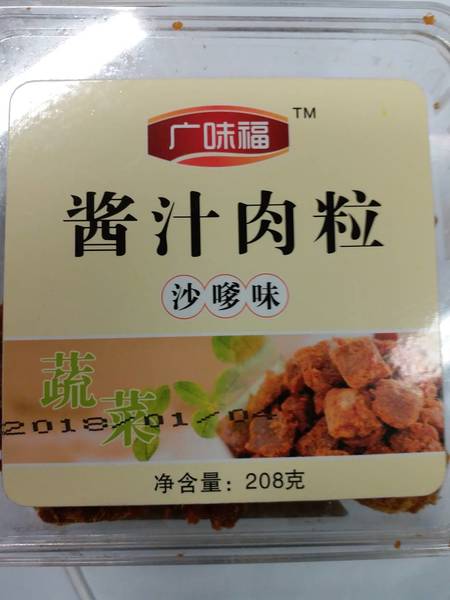 广味福 TM
酱汁肉粒
沙嗲味
蔬菜
2018/01/04
净含量：208克